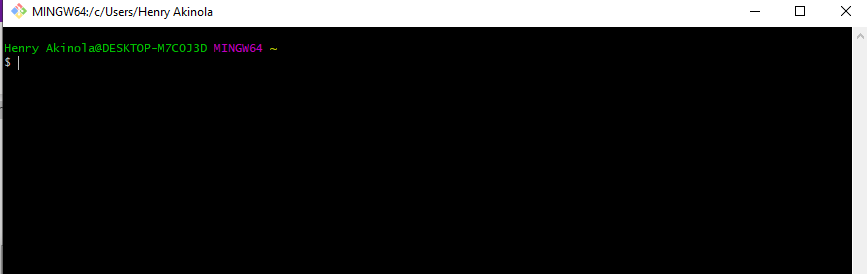 MINGW64:/c/Users/Henry Akinola
Henry Akinola@DESKTOP-M7COJ3D MINGW64 ~
$